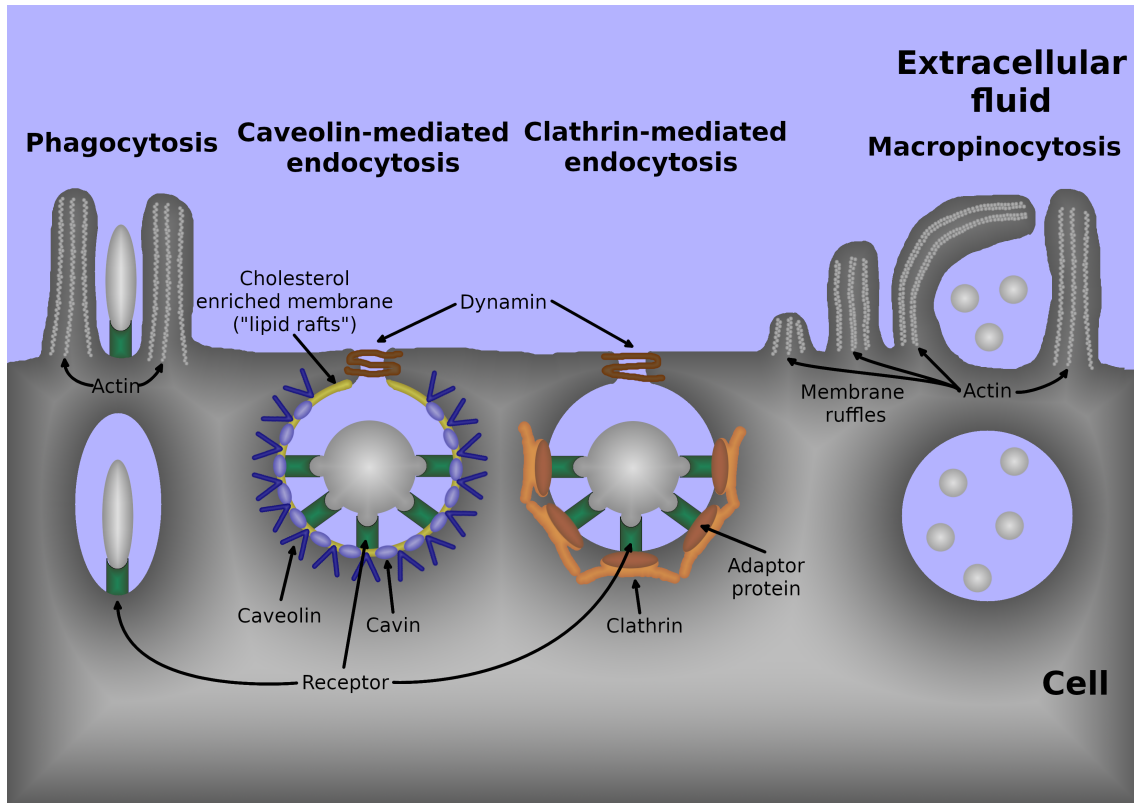 Extracellular
fluid
Phagocytosis
Caveolin-mediated
endocytosis
Clathrin-mediated
endocytosis
Macropinocytosis
Cholesterol
enriched membrane
("lipid rafts")
Dynamin
Actin
Membrane
ruffles
Actin
Adaptor
protein
Caveolin
Cavin
Clathrin
Receptor
Cell